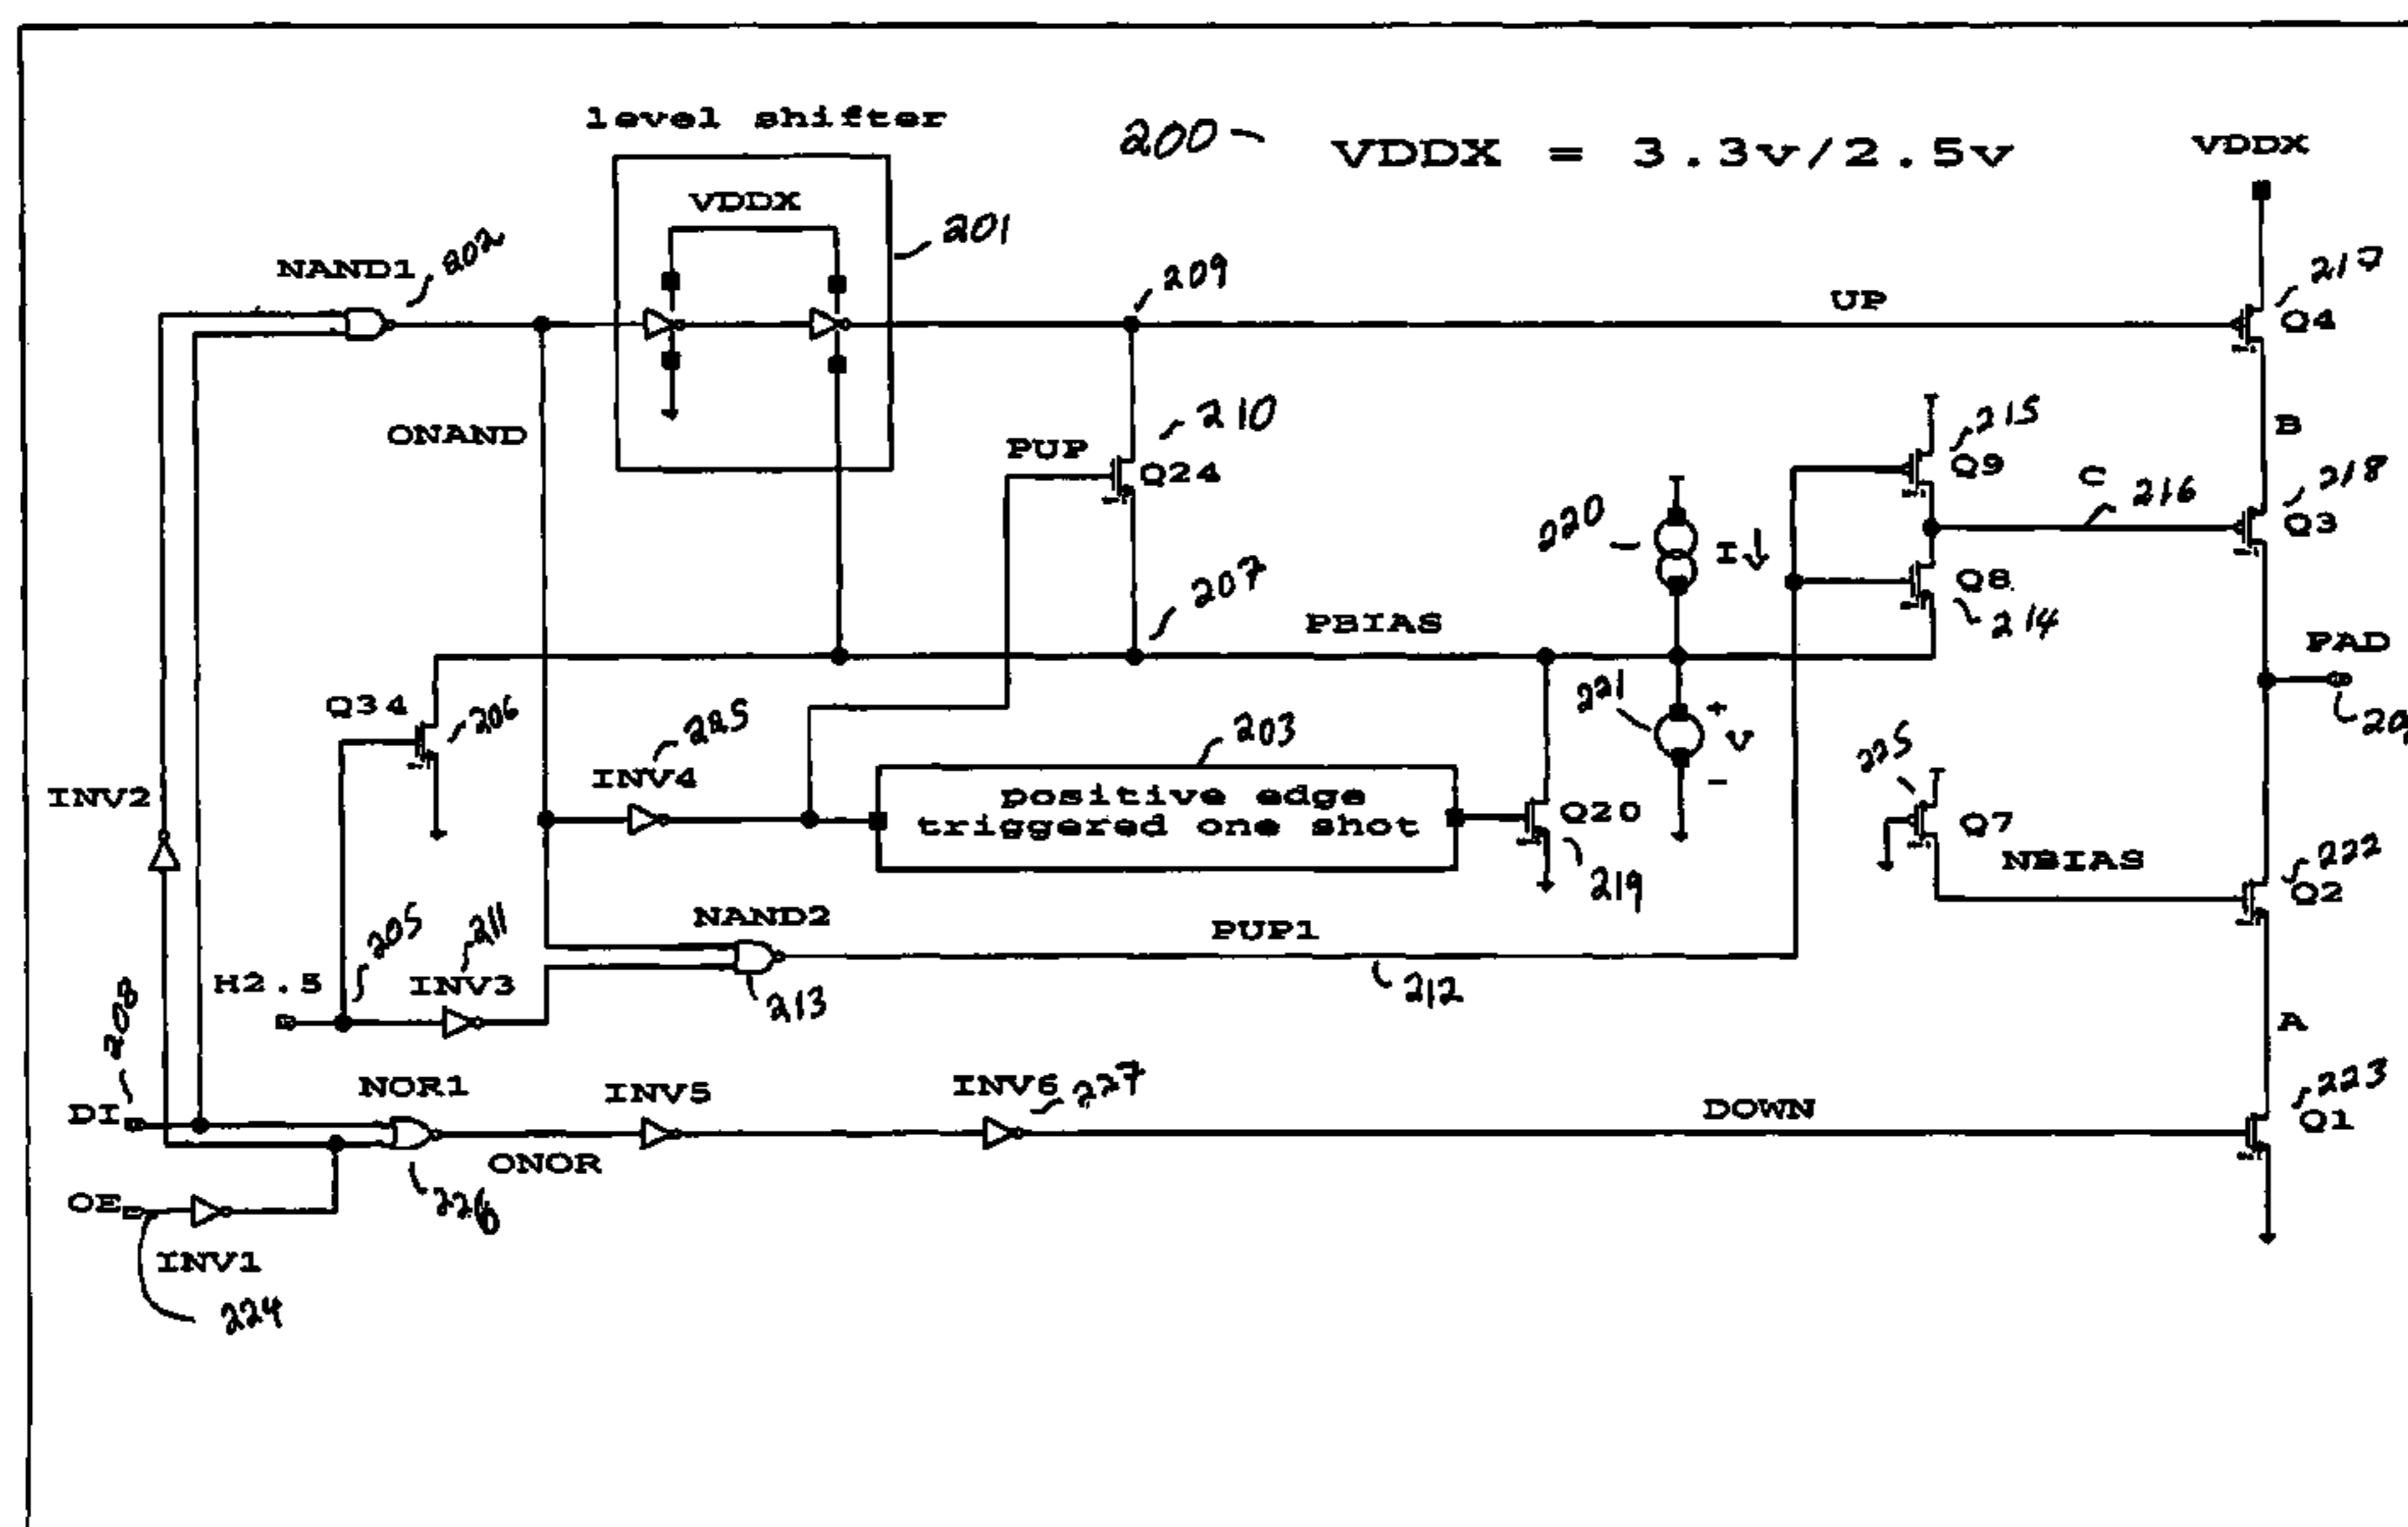 level shifter
200
VDDX = 3.3v/2.5v
VDDX
VDDX
201
NAND1
202
209
UP
Q4
ONAND
PUP
210
Q24
215
Q9
B
C
216
218
Q3
220
I
207
PBIAS
Q8
214
PAD
Q34
206
INV4
225
203
221
+
V
-
225
INV2
positive edge
triggered one shot
Q20
219
Q7
NBIAS
222
Q2
NAND2
PUP1
205
211
H2.5
INV3
213
212
A
208
DI
NOR1
INV5
INV6
227
DOWN
223
Q1
ONOR
226
OE
INV1
224